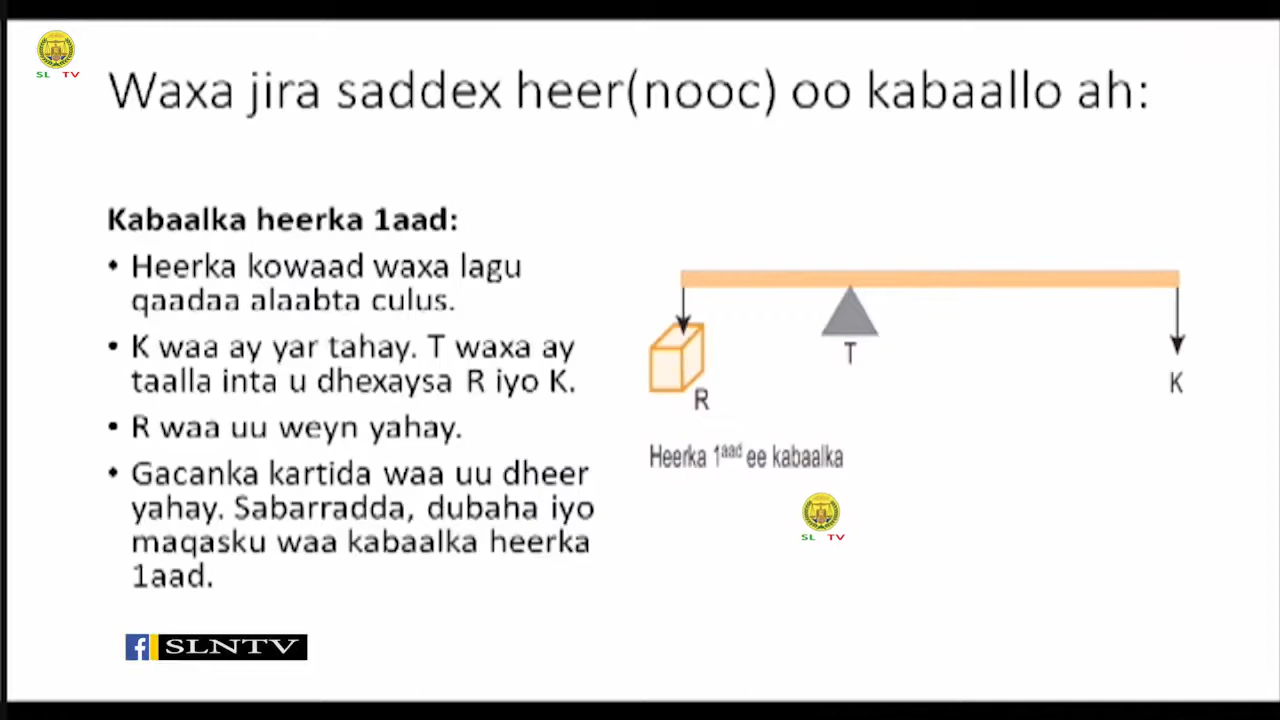 SL TV
Waxa jira saddex heer(nooc) oo kabaallo ah:
Kabaalka heerka 1aad:
• Heerka kowaad waxa lagu
qaadaa alaabta culus.
• K waa ay yar tahay. T waxa ay
taalla inta u dhexaysa R iyo K.
• R waa uu weyn yahay.
• Gacanka kartida waa uu dheer
yahay. Sabarradda, dubaha iyo
maqasku waa kabaalka heerka
1aad.
T
K
R
Heerka 1aad ee kabaalka
SL TV
f SLNTV